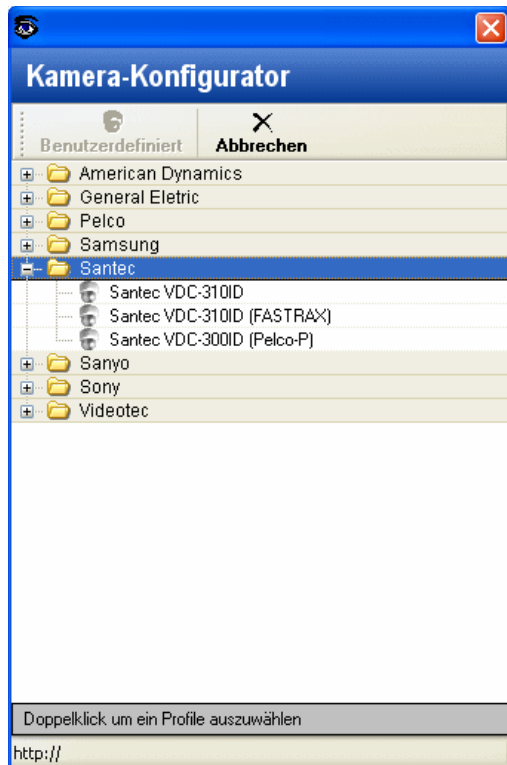 Kamera-Konfigurator
Benutzerdefiniert Abbrechen
American Dynamics
General Eletric
Pelco
Samsung
Santec
Santec VDC-310ID
Santec VDC-310ID (FASTRAX)
Santec VDC-300ID (Pelco-P)
Sanyo
Sony
Videotec
Doppelklick um ein Profile auszuwählen
http://